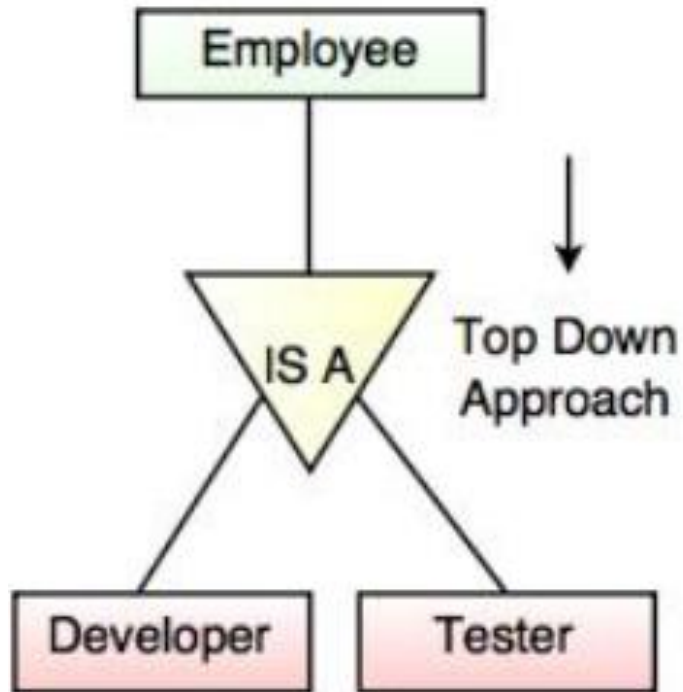 Employee
IS A
Top Down
Approach
Developer
Tester